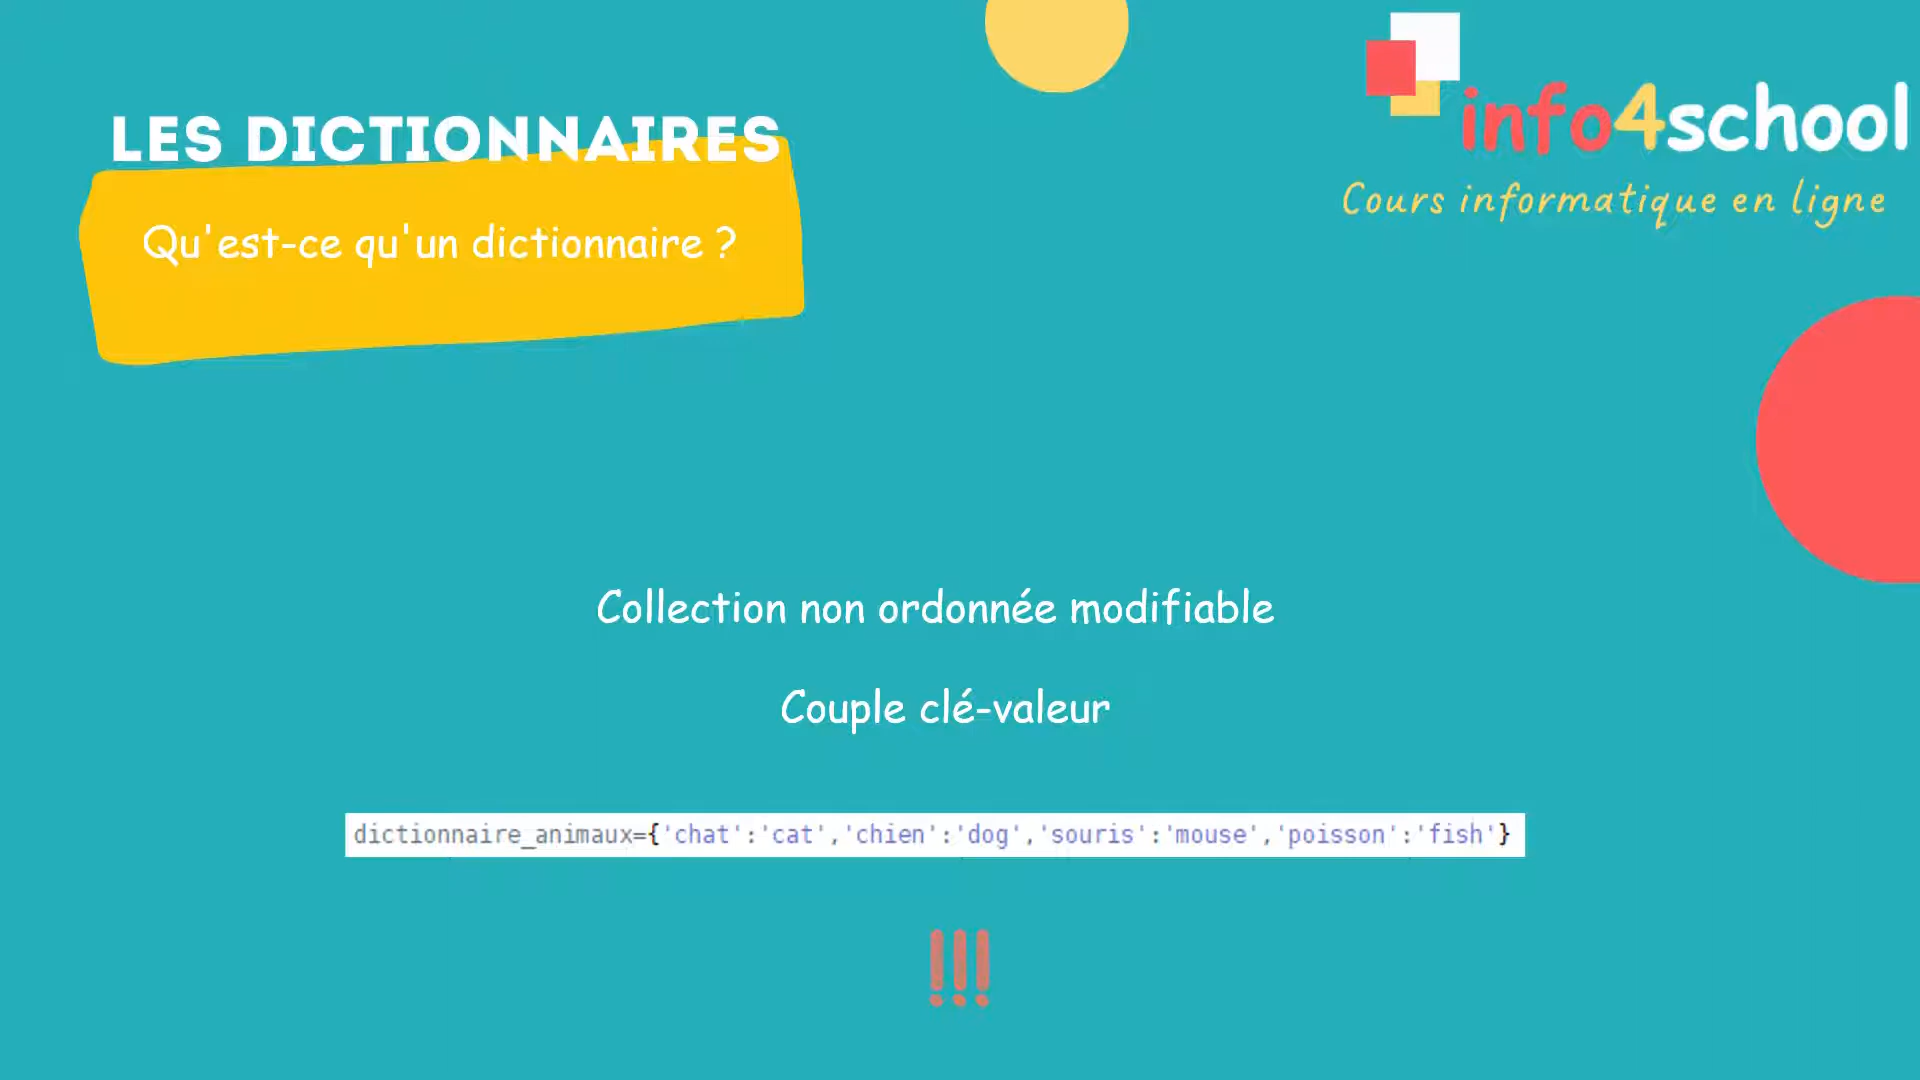 info4school
Cours informatique en ligne
LES DICTIONNAIRES
Qu'est-ce qu'un dictionnaire ?
Collection non ordonnée modifiable
Couple clé-valeur
dictionnaire_animaux={'chat':'cat','chien':'dog','souris':'mouse','poisson':'fish'}
!!!